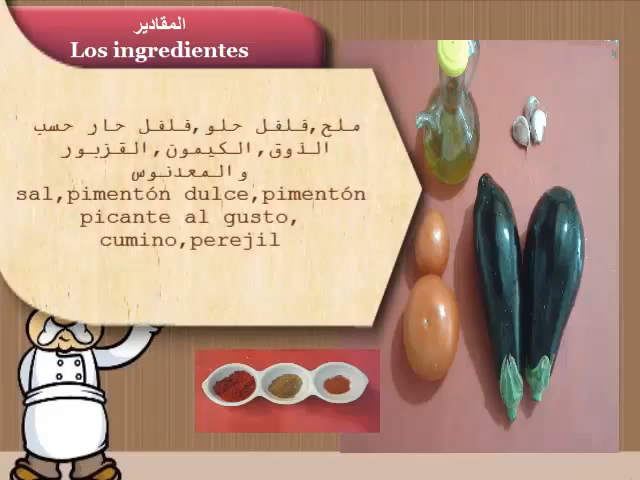 المقادير
Los ingredientes
ملح,فلفل حلو,فلفل حار حسب
الذوق,الكيمون,القزبور
والمعدنوس
sal,pimentón dulce,pimentón
picante al gusto,
cumino,perejil